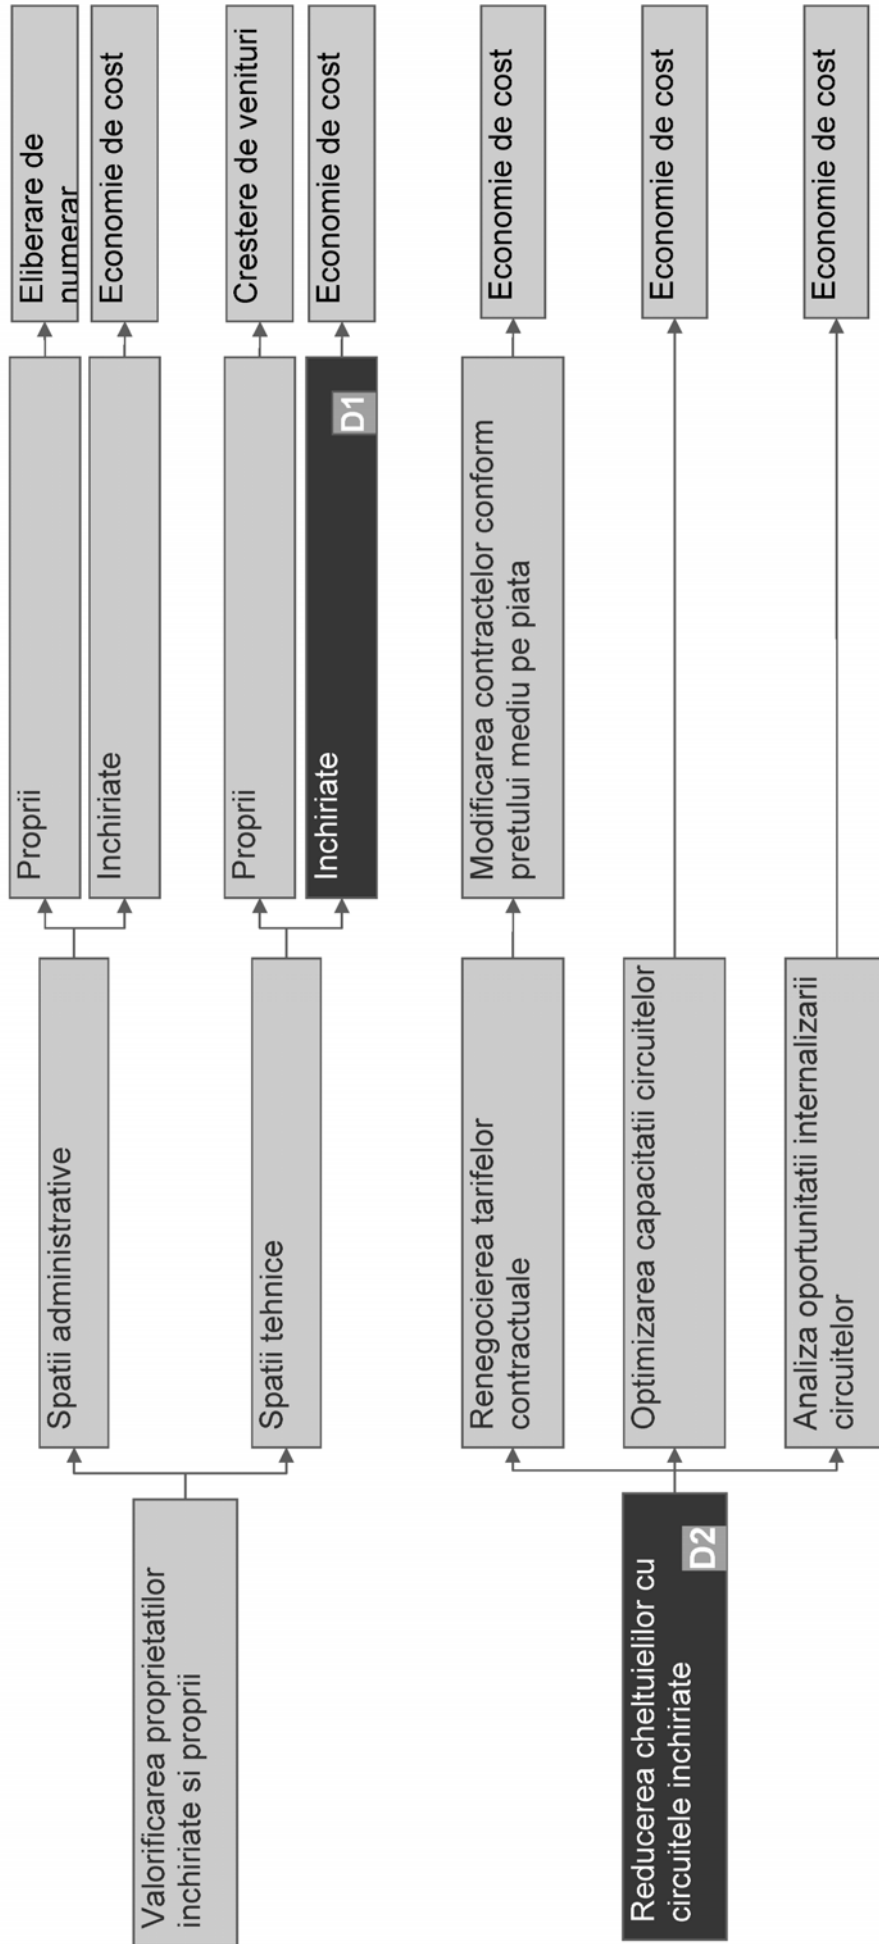 Valorificarea proprietatilor
inchiriate si proprii
Spatii administrative
Proprii
Eliberare de
numerar
Inchiriate
Economie de cost
Spatii tehnice
Proprii
Crestere de venituri
Inchiriate
D1
Economie de cost
Reducerea cheltuielilor cu
circuitele inchiriate
D2
Renegocierea tarifelor
contractuale
Modificarea contractelor conform
pretului mediu pe piata
Economie de cost
Optimizarea capacitatii circuitelor
Economie de cost
Analiza oportunitatii internalizarii
circuitelor
Economie de cost